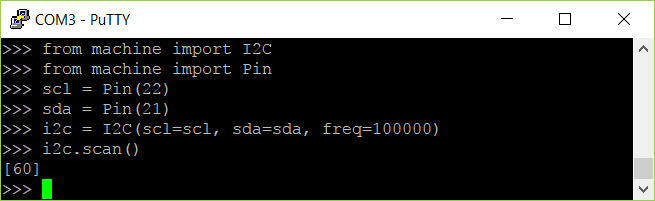 COM3 - PuTTY
>>> from machine import I2C
>>> from machine import Pin
>>> scl = Pin(22)
>>> sda = Pin(21)
>>> i2c = I2C(scl=scl, sda=sda, freq=100000)
>>> i2c.scan()
[60]
>>>